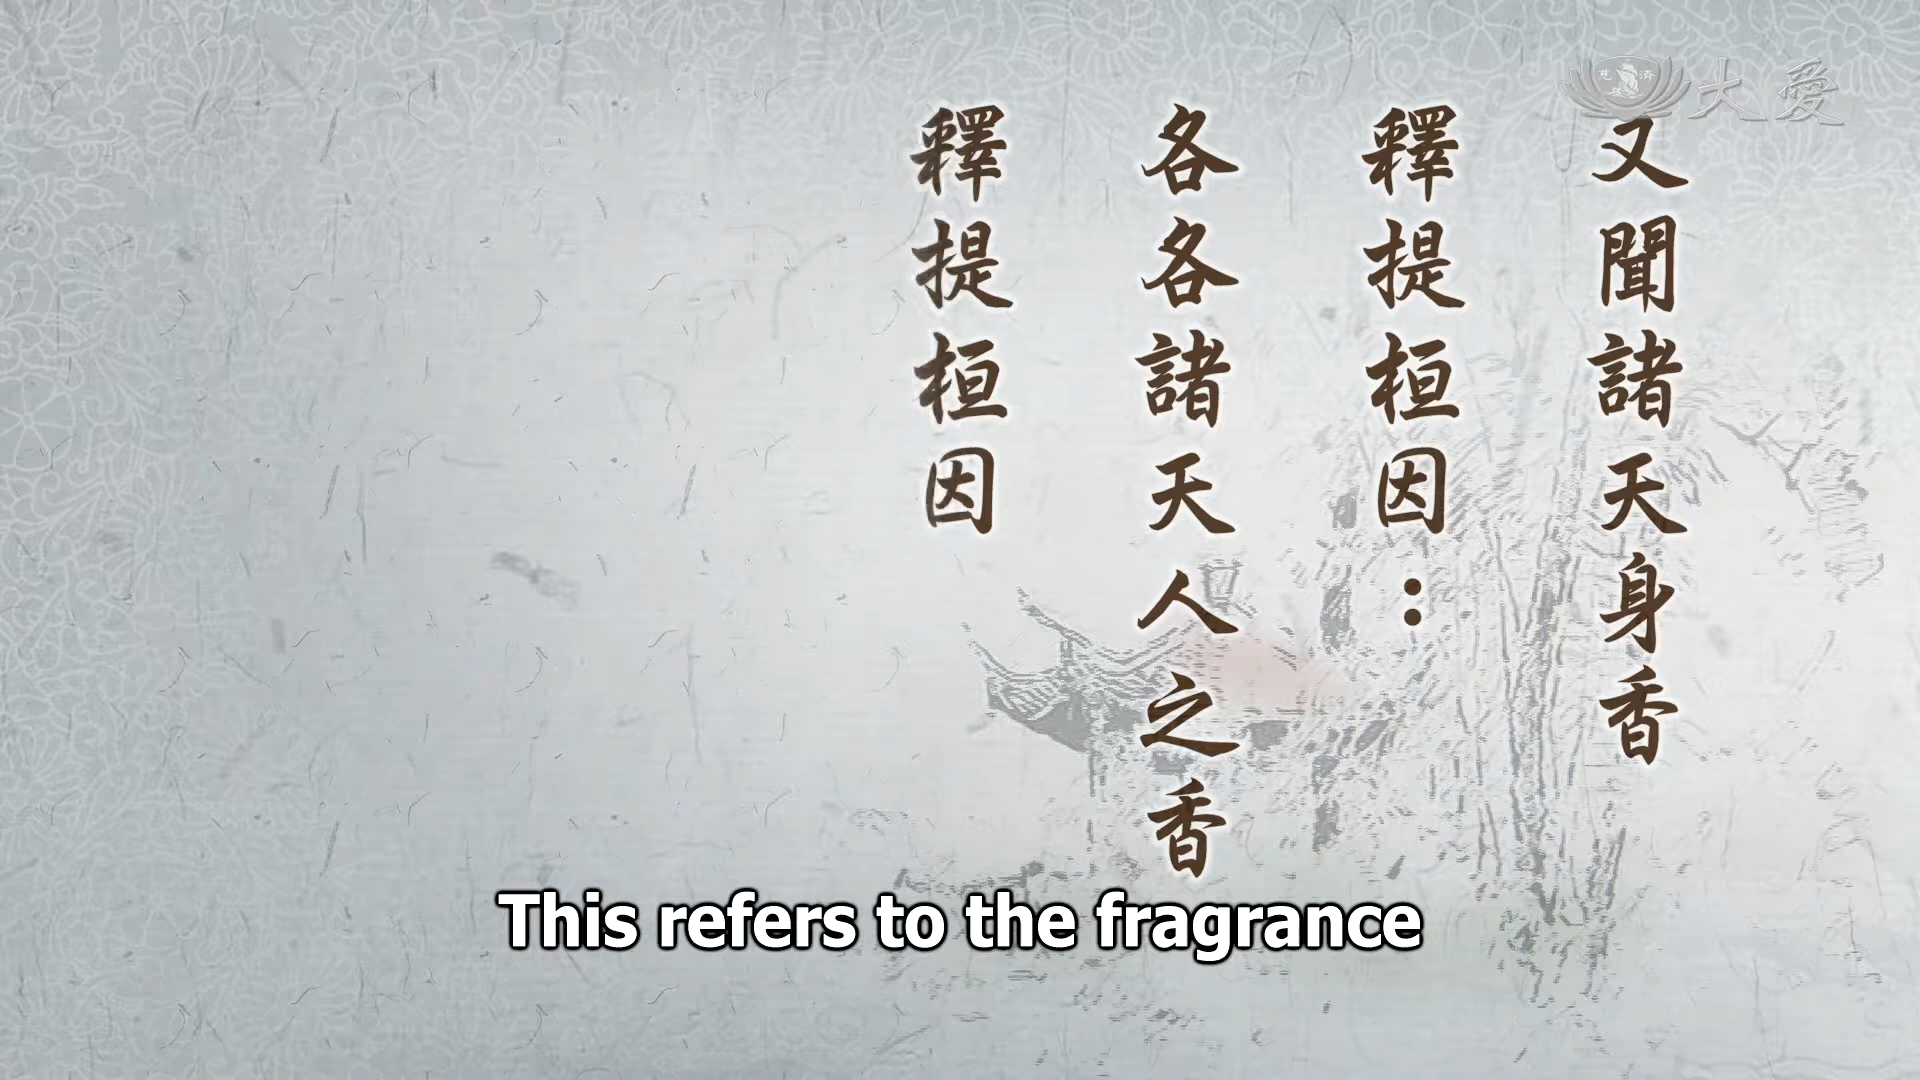 又聞諸天身香
釋提桓因：
各各諸天人之香
釋提桓因
This refers to the fragrance
大愛